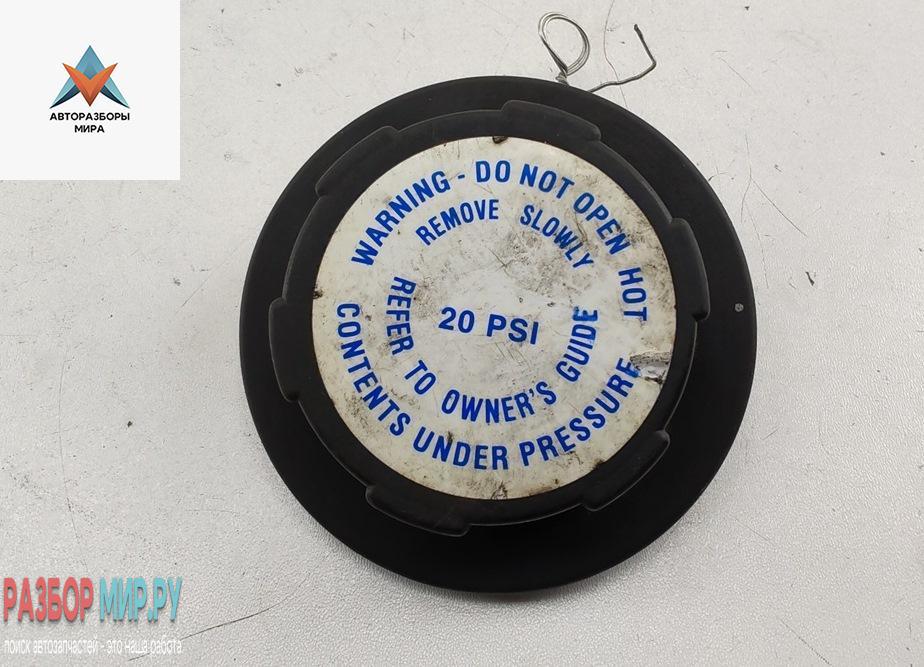 АВТОРАЗБОРЫ
МИРА
WARNING - DO NOT OPEN HOT
REMOVE SLOWLY
20 PSI
REFER TO OWNER'S GUIDE
CONTENTS UNDER PRESSURE
РАЗБОР МИР.РУ
поиск автозапчастей - это наша работа